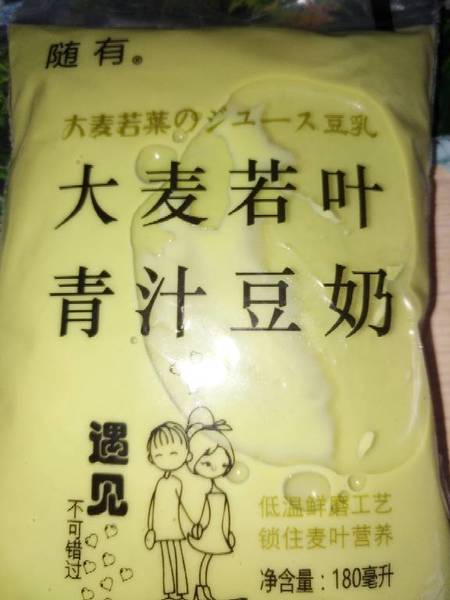 随有®
大麦若葉のジュース豆乳
大麦若叶
青汁豆奶
遇见
不可错过
低温鲜磨工艺
锁住麦叶营养
净含量：180毫升